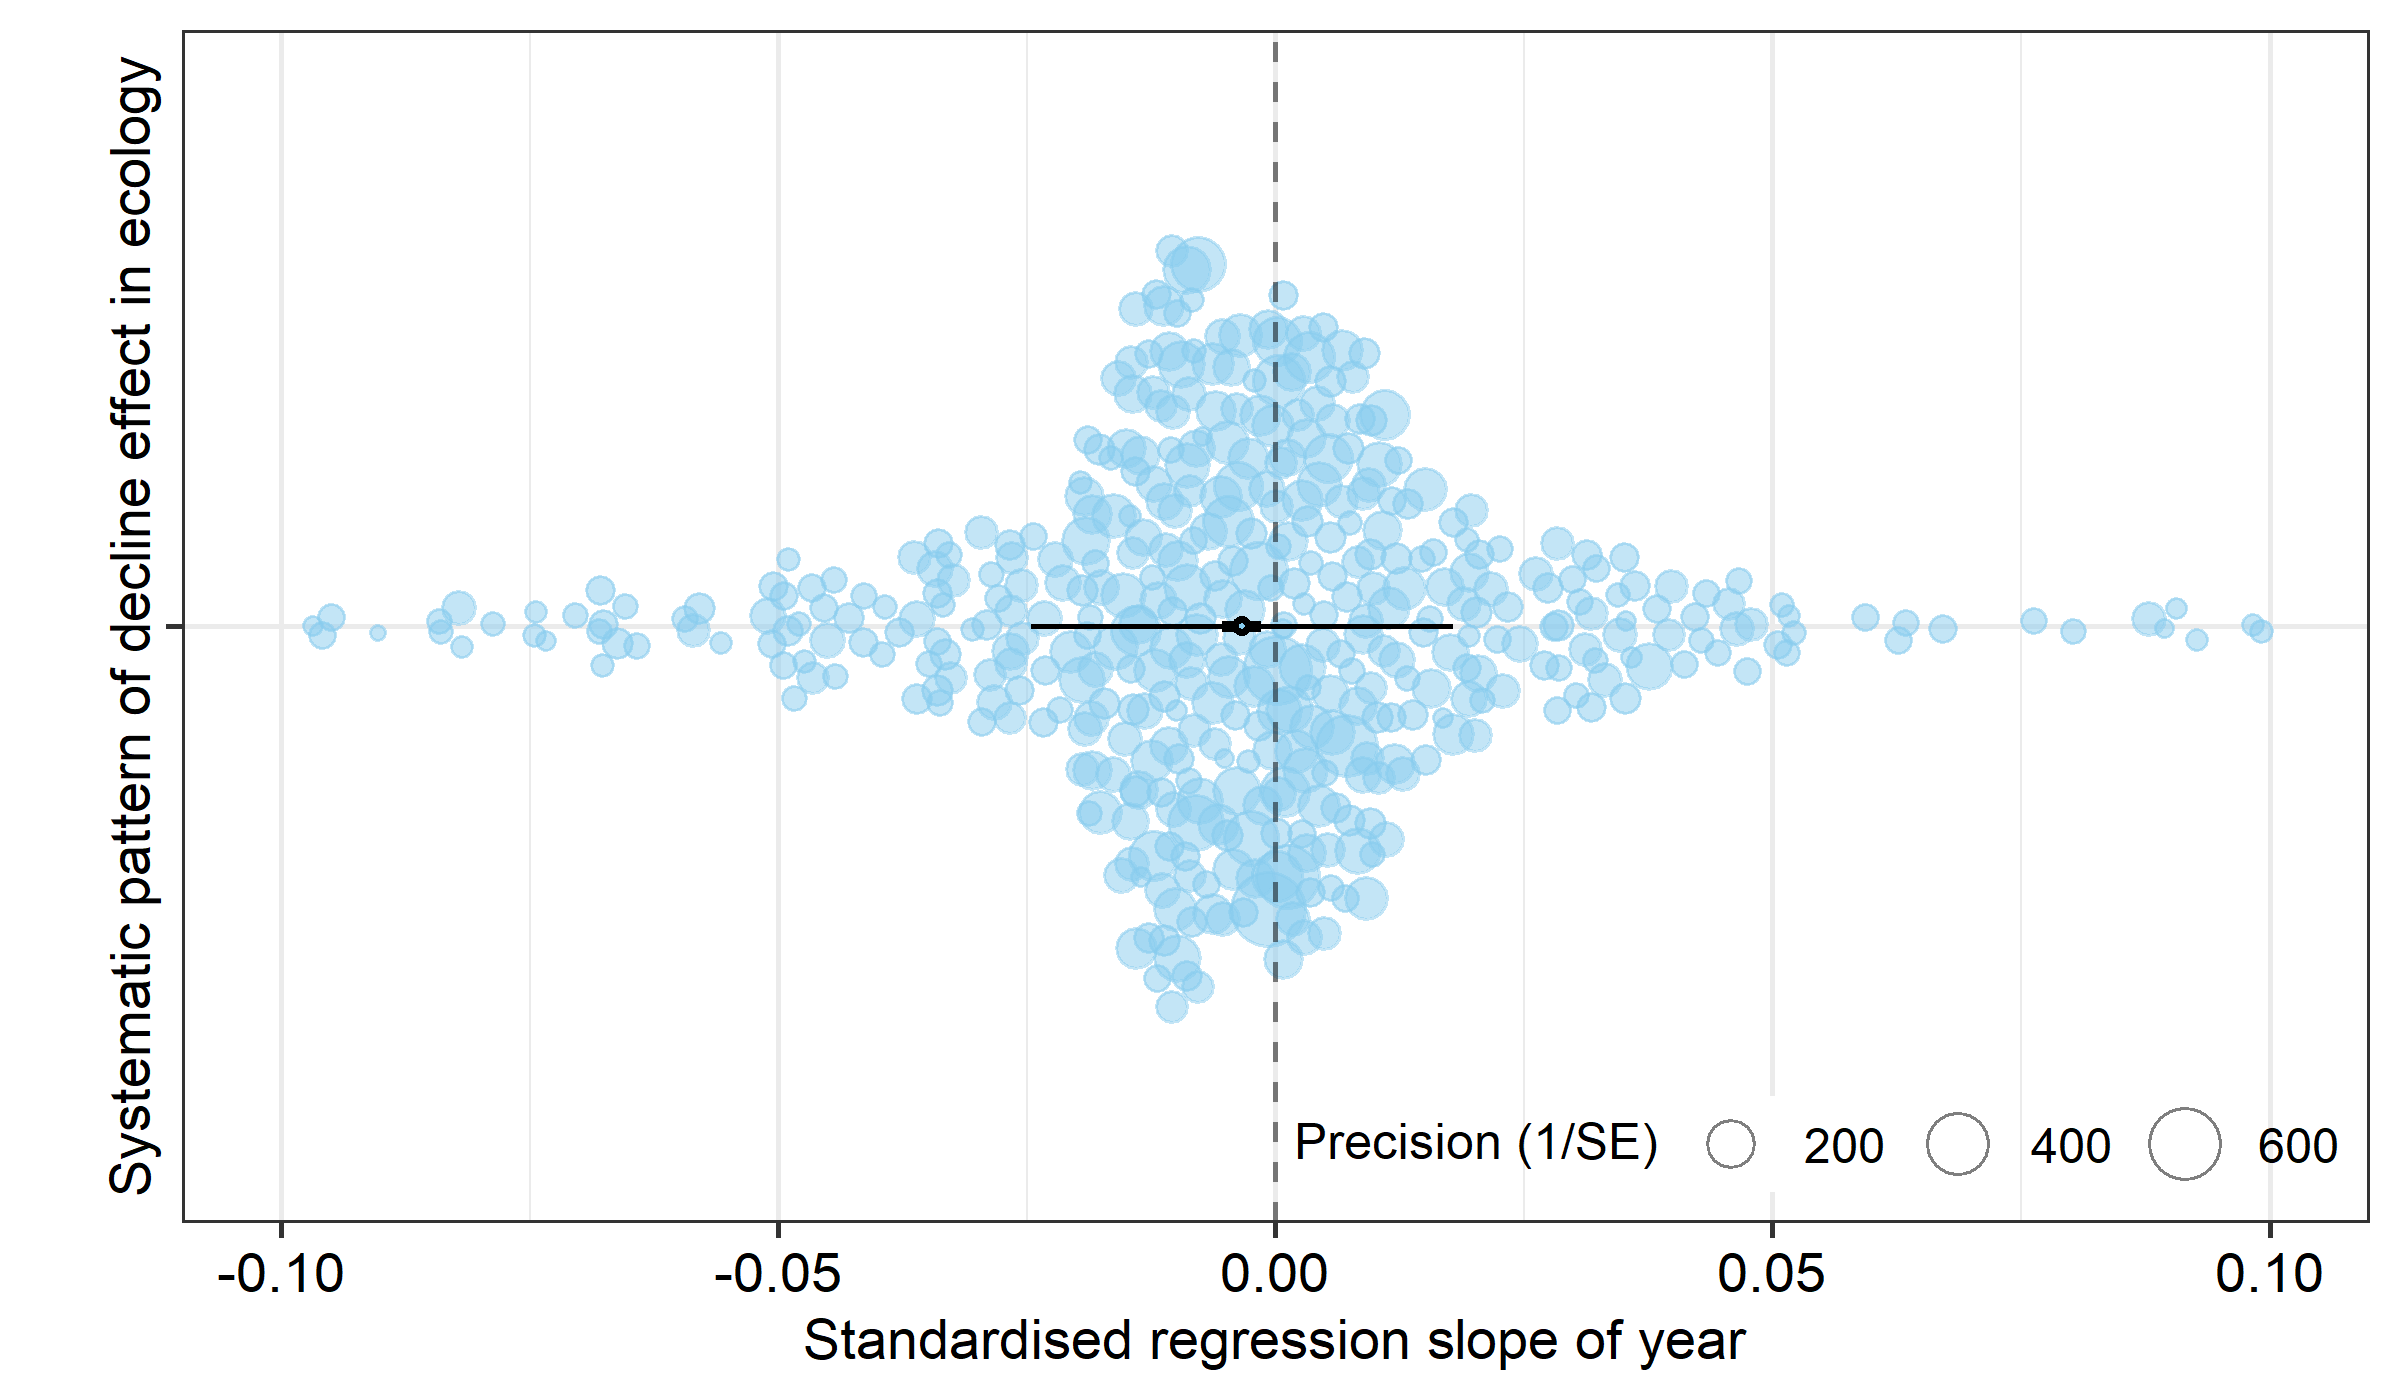 Systematic pattern of decline effect in ecology
Precision (1/SE) 200 400 600
-0.10 -0.05 0.00 0.05 0.10
Standardised regression slope of year